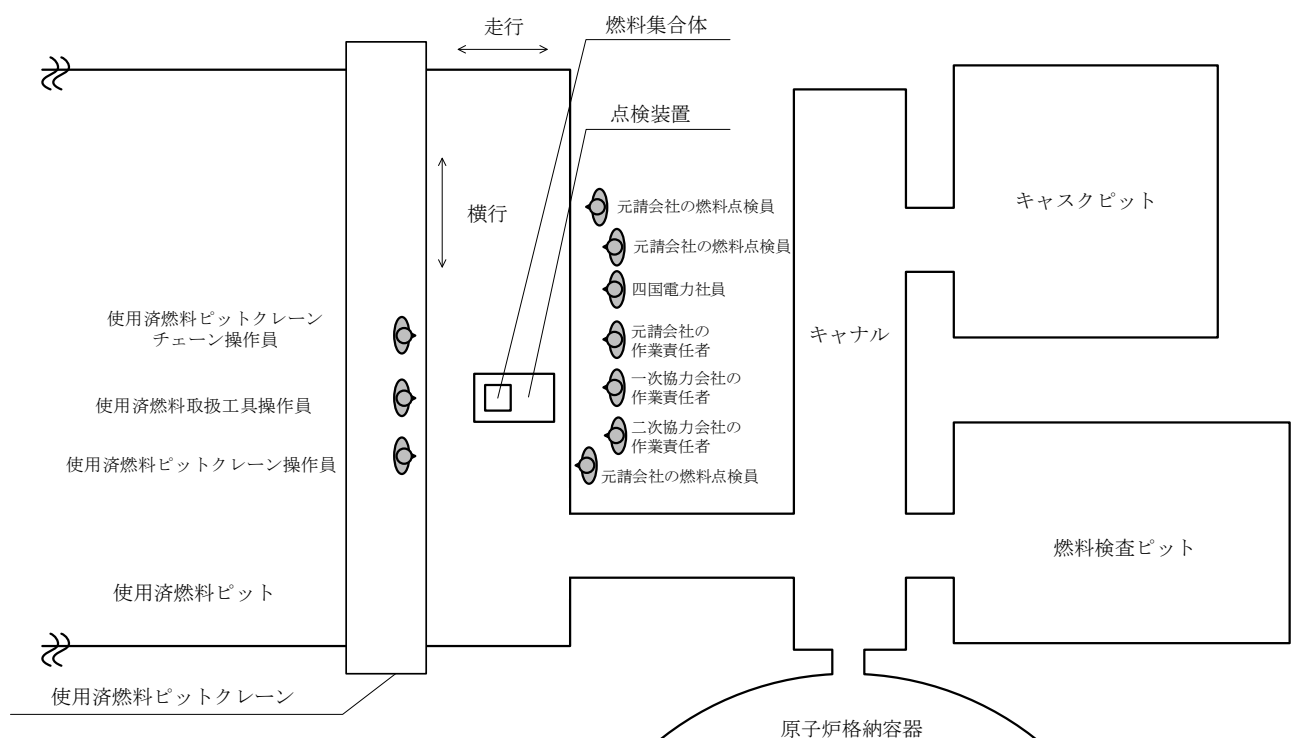 走行
燃料集合体
点検装置
横行
元請会社の燃料点検員
元請会社の燃料点検員
四国電力社員
元請会社の
作業責任者
一次協力会社の
作業責任者
二次協力会社の
作業責任者
元請会社の燃料点検員
キャナル
キャスクピット
燃料検査ピット
使用済燃料ピットクレーン
チェーン操作員
使用済燃料取扱工具操作員
使用済燃料ピットクレーン操作員
使用済燃料ピット
使用済燃料ピットクレーン
原子炉格納容器